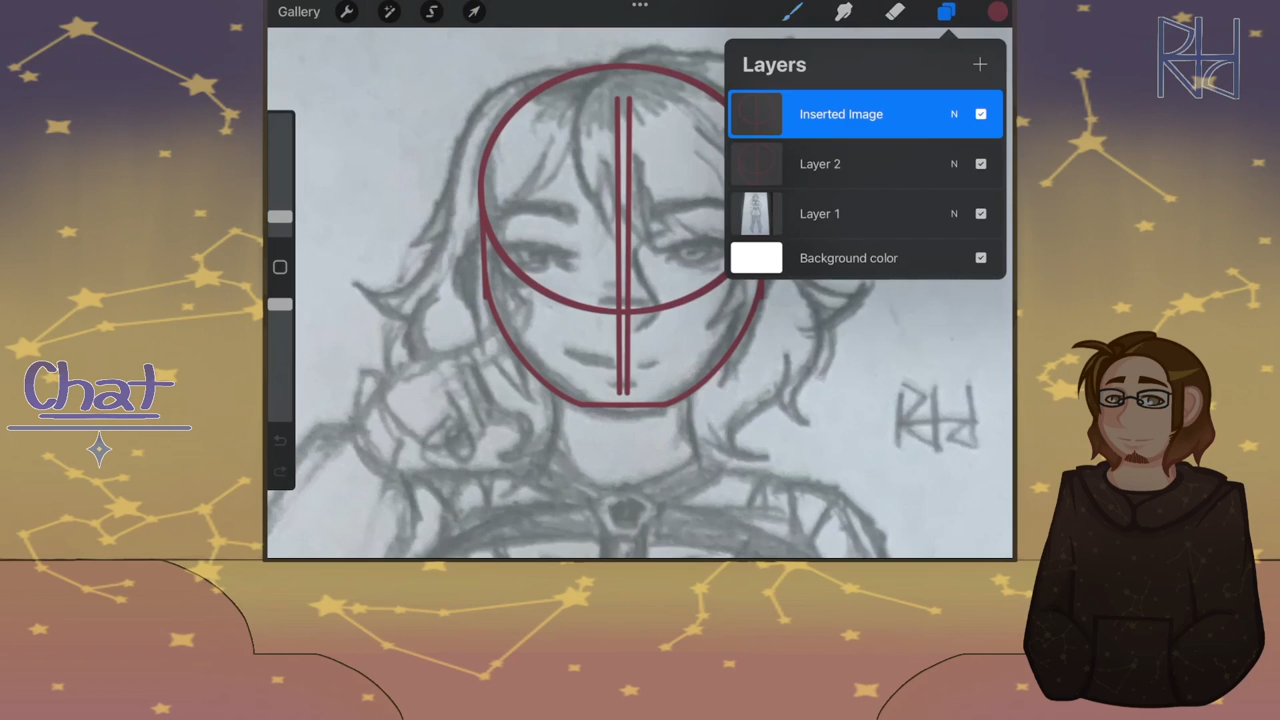 Gallery
Layers
Inserted Image N
Layer 2 N
Layer 1 N
Background color
Chat